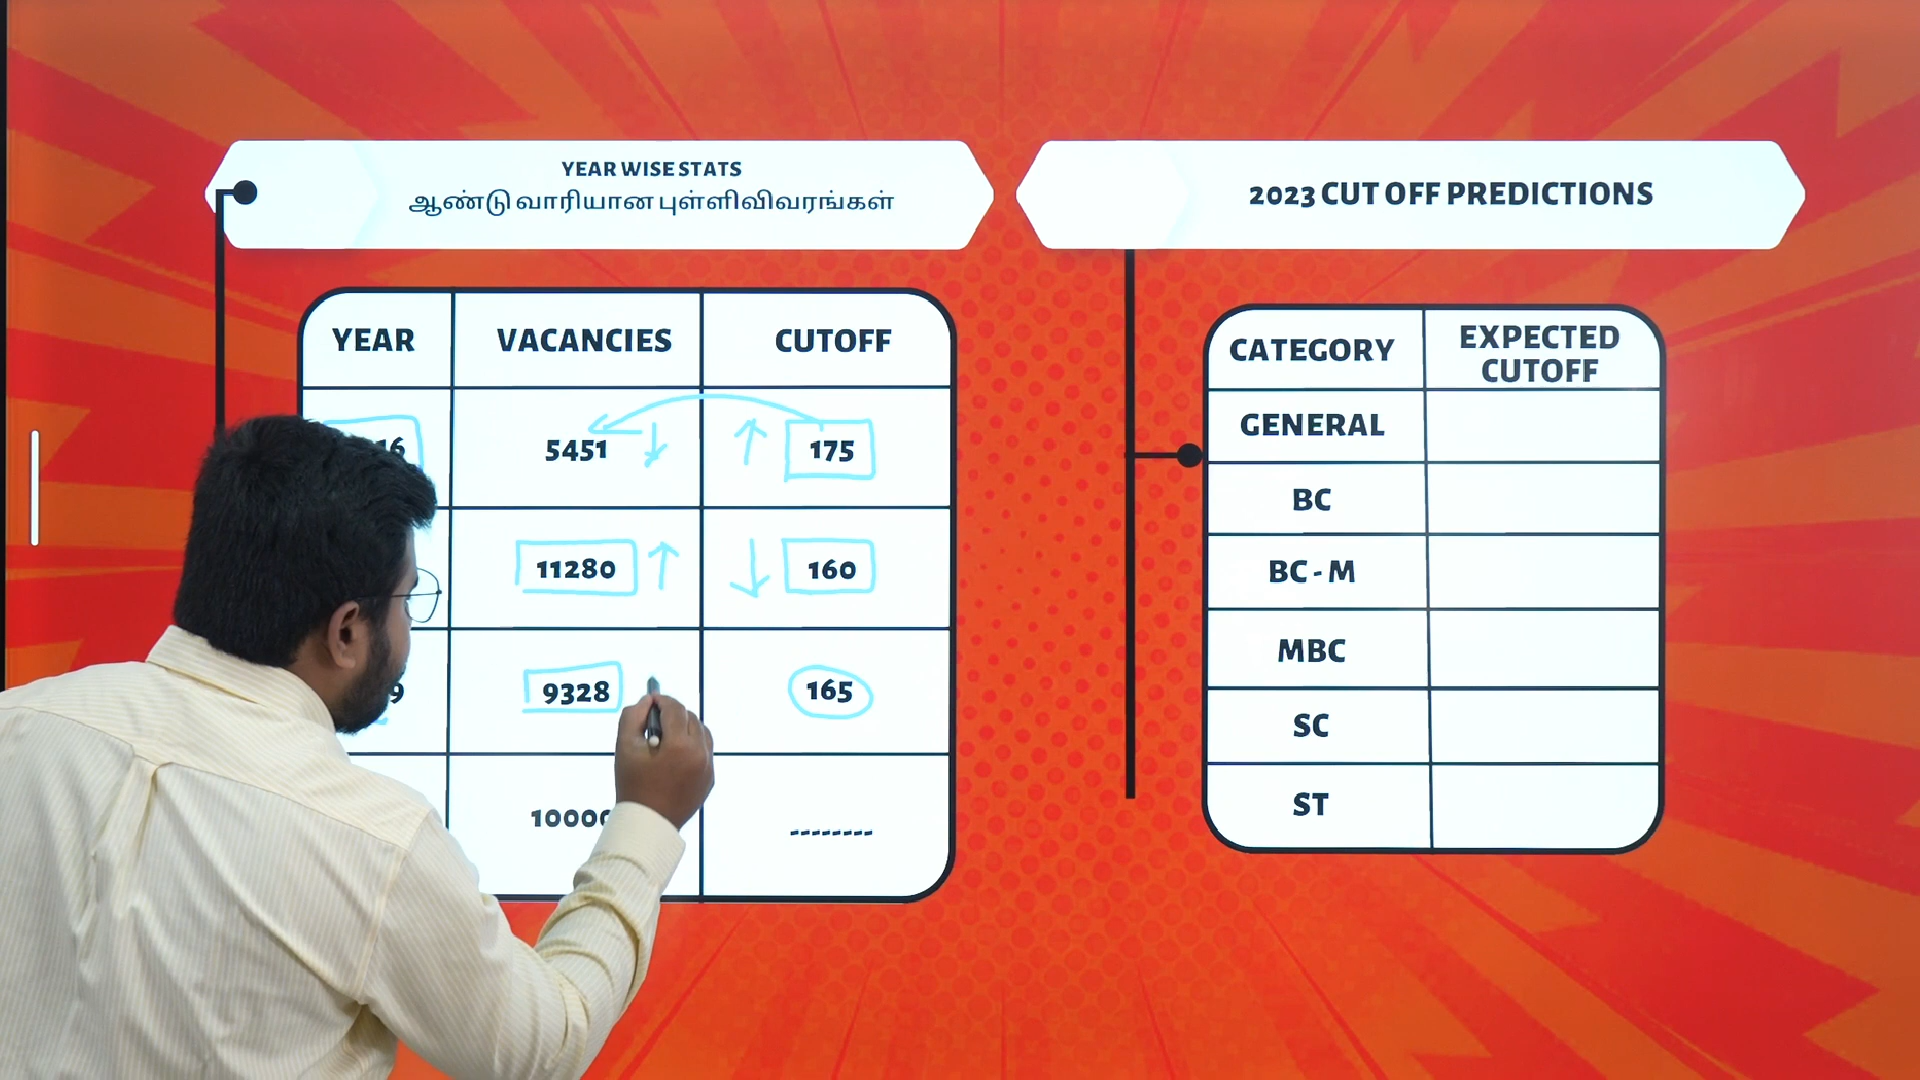 YEAR WISE STATS
ஆண்டு வாரியான புள்ளிவிவரங்கள்
YEAR VACANCIES CUTOFF
5451 175
11280 160
9328 165
--------
2023 CUT OFF PREDICTIONS
CATEGORY EXPECTED CUTOFF
GENERAL
BC
BC - M
MBC
SC
ST